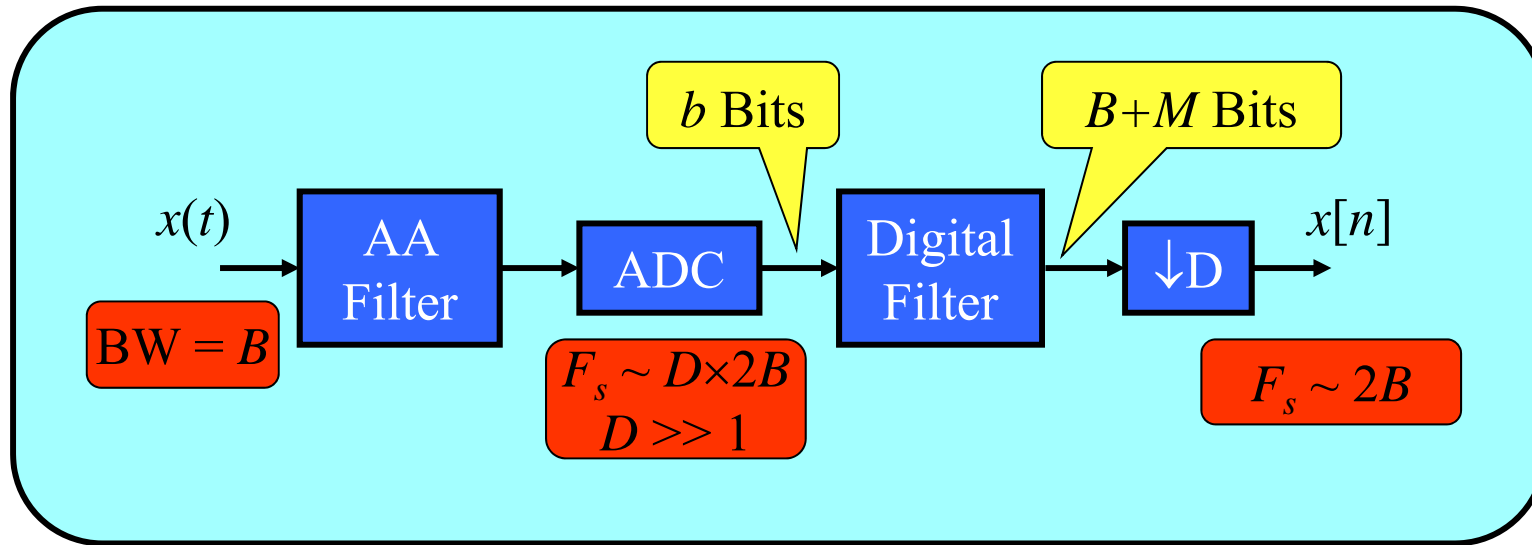 b Bits
B+M Bits
x(t)
AA
Filter
ADC
Digital
Filter
↓D
x[n]
BW = B
F_s ~ D×2B
D >> 1
F_s ~ 2B